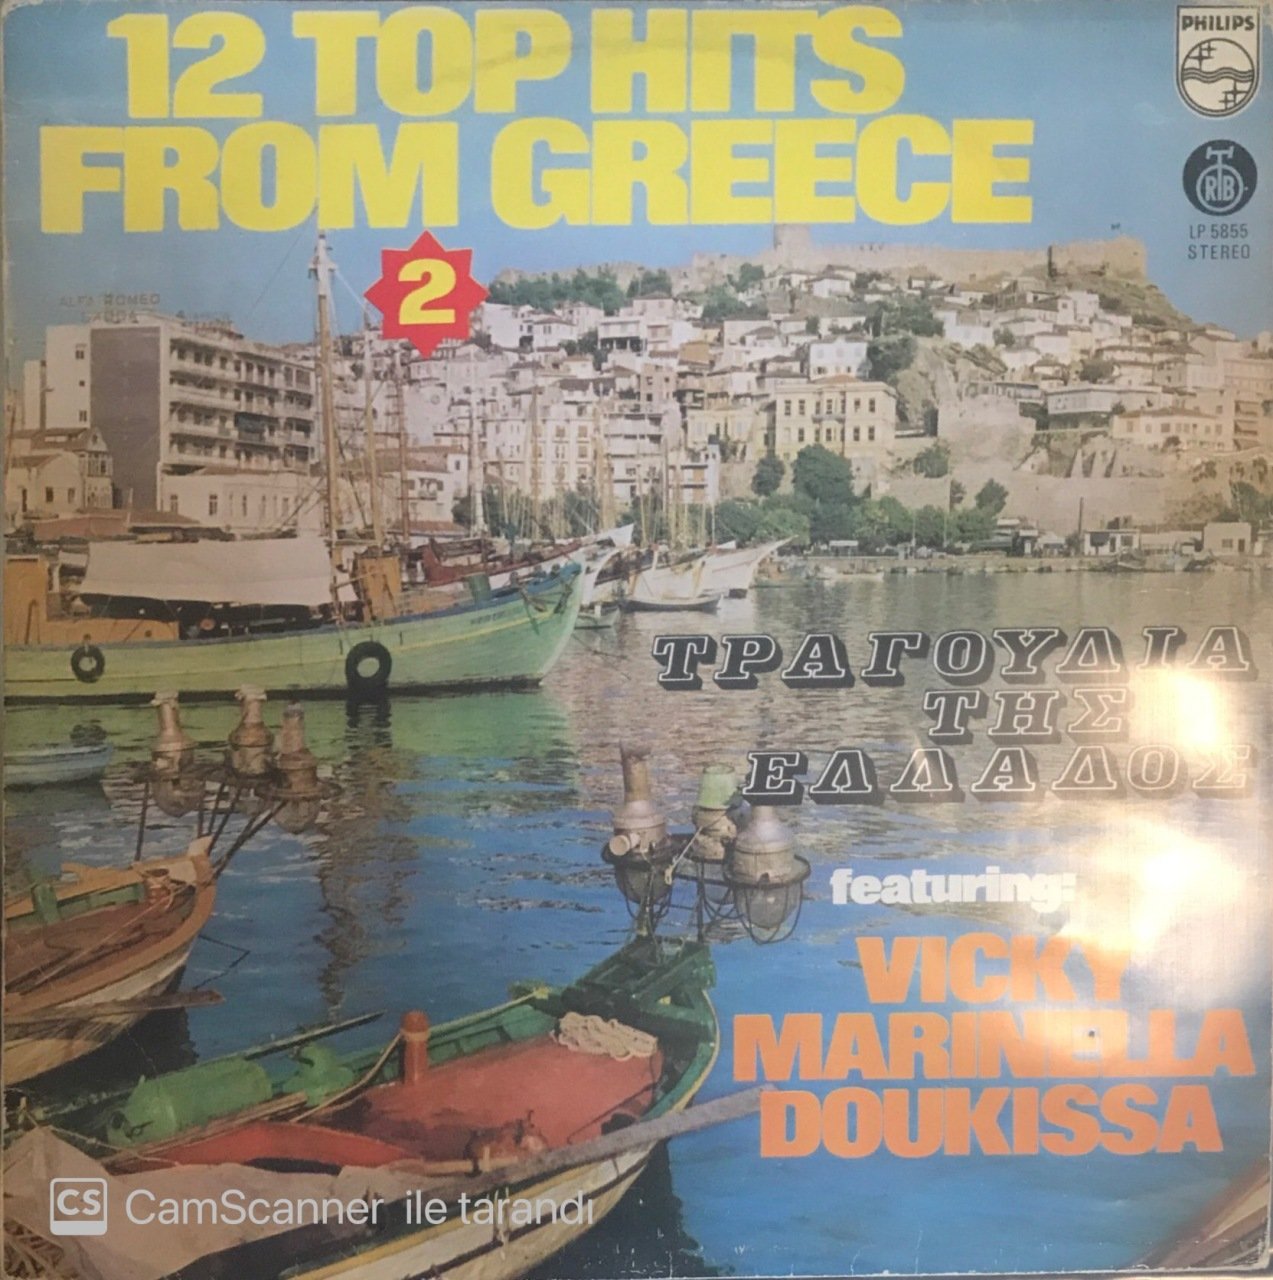 12 TOP HITS
FROM GREECE
2
PHILIPS
RTB
LP 5855
STEREO
ALFA ROMEO
ΤΡΑΓΟΥΔΙΑ
ΤΗΣ
ΕΛΛΑΔΟΣ
featuring:
VICKY
MARINELLA
DOUKISSA
CS CamScanner ile tarandı